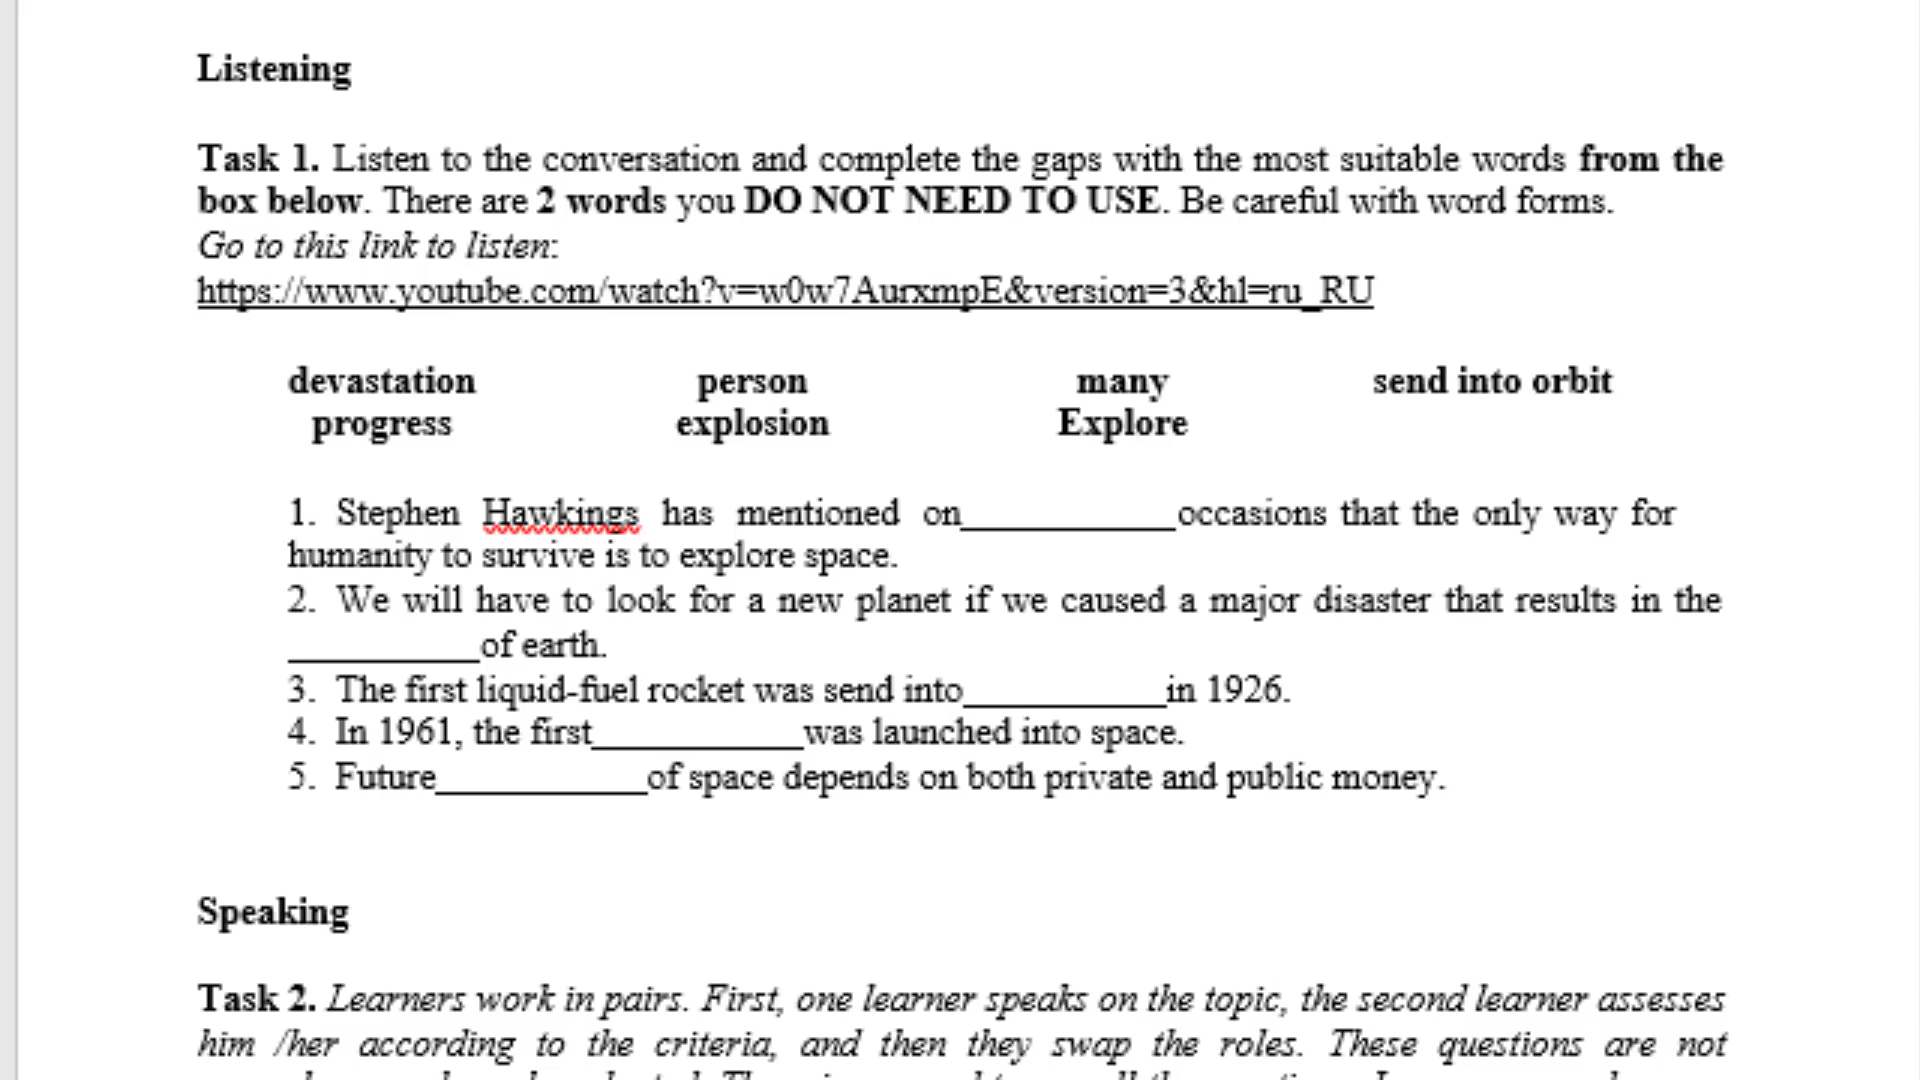 Listening
Task 1. Listen to the conversation and complete the gaps with the most suitable words from the
box below. There are 2 words you DO NOT NEED TO USE. Be careful with word forms.
Go to this link to listen:
https://www.youtube.com/watch?v=w0w7AurxmpE&version=3&hl=ru_RU
devastation person many send into orbit
progress explosion Explore
1. Stephen Hawkings has mentioned on___________occasions that the only way for
humanity to survive is to explore space.
2. We will have to look for a new planet if we caused a major disaster that results in the
__________of earth.
3. The first liquid-fuel rocket was send into__________in 1926.
4. In 1961, the first___________was launched into space.
5. Future___________of space depends on both private and public money.
Speaking
Task 2. Learners work in pairs. First, one learner speaks on the topic, the second learner assesses
him /her according to the criteria, and then they swap the roles. These questions are not